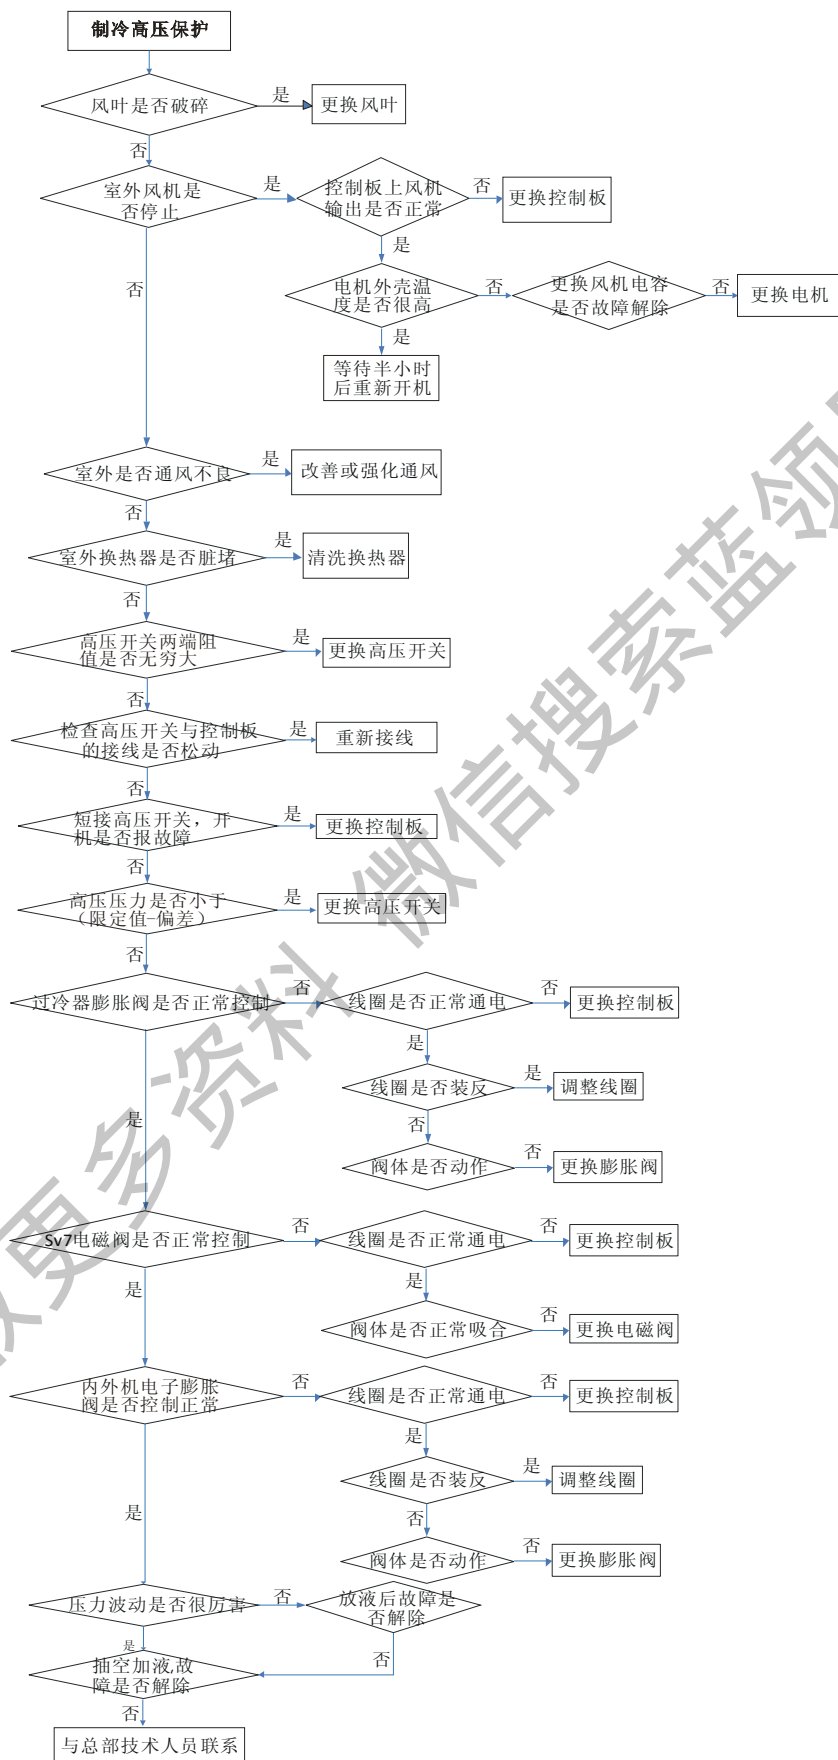 制冷高压保护
风叶是否破碎
是
更换风叶
否
室外风机是
否停止
是
控制板上风机
输出是否正常
否
更换控制板
是
否
电机外壳温
度是否很高
否
更换风机电容
是否故障解除
否
更换电机
是
等待半小时
后重新开机
室外是否通风不良
是
改善或强化通风
否
室外换热器是否脏堵
是
清洗换热器
否
高压开关两端阻
值是否无穷大
是
更换高压开关
否
检查高压开关与控制板
的接线是否松动
是
重新接线
否
短接高压开关，开
机是否报故障
是
更换控制板
否
高压压力是否小于
（限定值-偏差）
是
更换高压开关
否
过冷器膨胀阀是否正常控制
否
线圈是否正常通电
否
更换控制板
是
线圈是否装反
是
调整线圈
是
否
阀体是否动作
否
更换膨胀阀
Sv7电磁阀是否正常控制
否
线圈是否正常通电
否
更换控制板
是
是
阀体是否正常吸合
否
更换电磁阀
内外机电子膨胀
阀是否控制正常
否
线圈是否正常通电
否
更换控制板
是
线圈是否装反
是
调整线圈
是
否
阀体是否动作
否
更换膨胀阀
压力波动是否很厉害
否
放液后故障是
否解除
是
否
抽空加液,故
障是否解除
否
与总部技术人员联系
更多资料 微信搜索蓝领